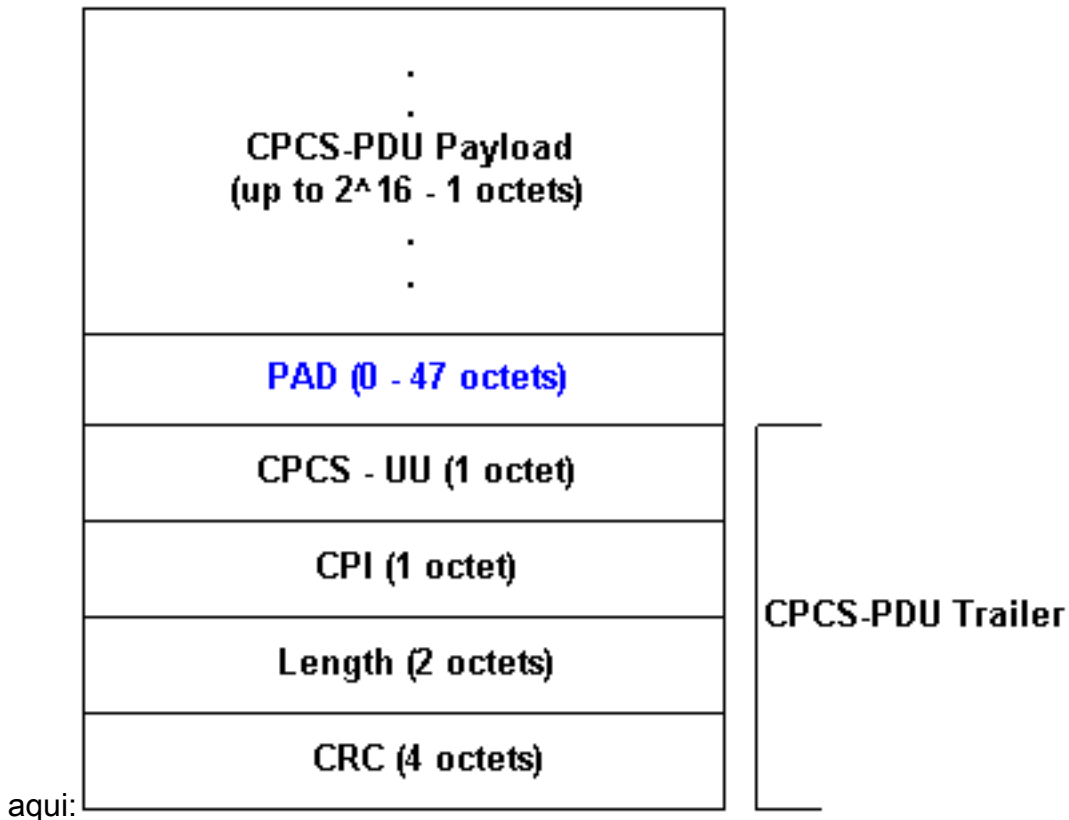 .
.
CPCS-PDU Payload
(up to 2^16 - 1 octets)
.
.
PAD (0 - 47 octets)
CPCS - UU (1 octet)
CPI (1 octet)
Length (2 octets)
CRC (4 octets)
CPCS-PDU Trailer
aqui: